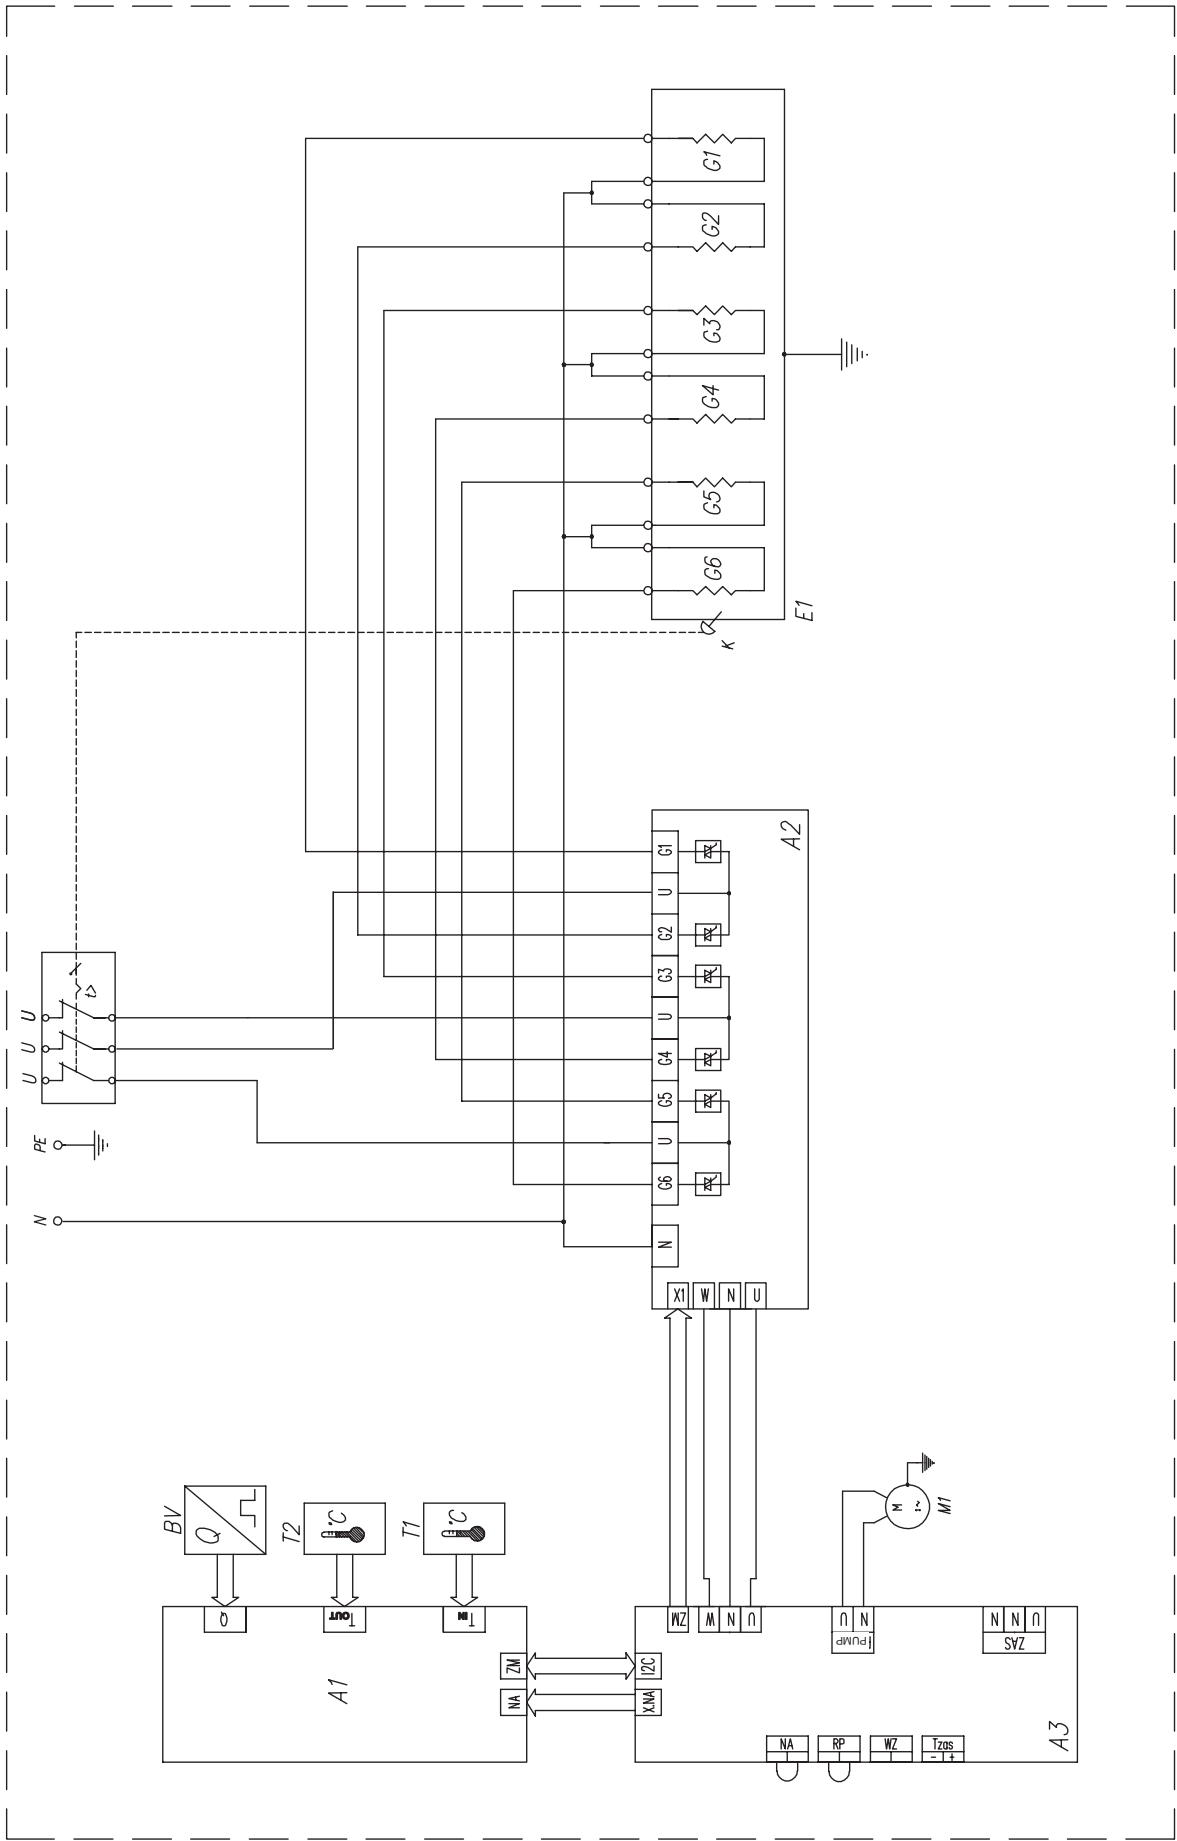 G1
G2
G3
G4
G5
G6
E1
K
U
U
U
t>
PE
N
G1
U
G2
G3
U
G4
G5
U
G6
N
A2
X1
W
N
U
BV
Q
T2
°C
T1
°C
Q
TOUT
TIN
A1
ZM
NA
ZM
W
N
U
I2C
X.NA
U
N
PUMP
M
1~
M1
N
N
U
ZAS
NA
RP
WZ
Tzas
- +
A3